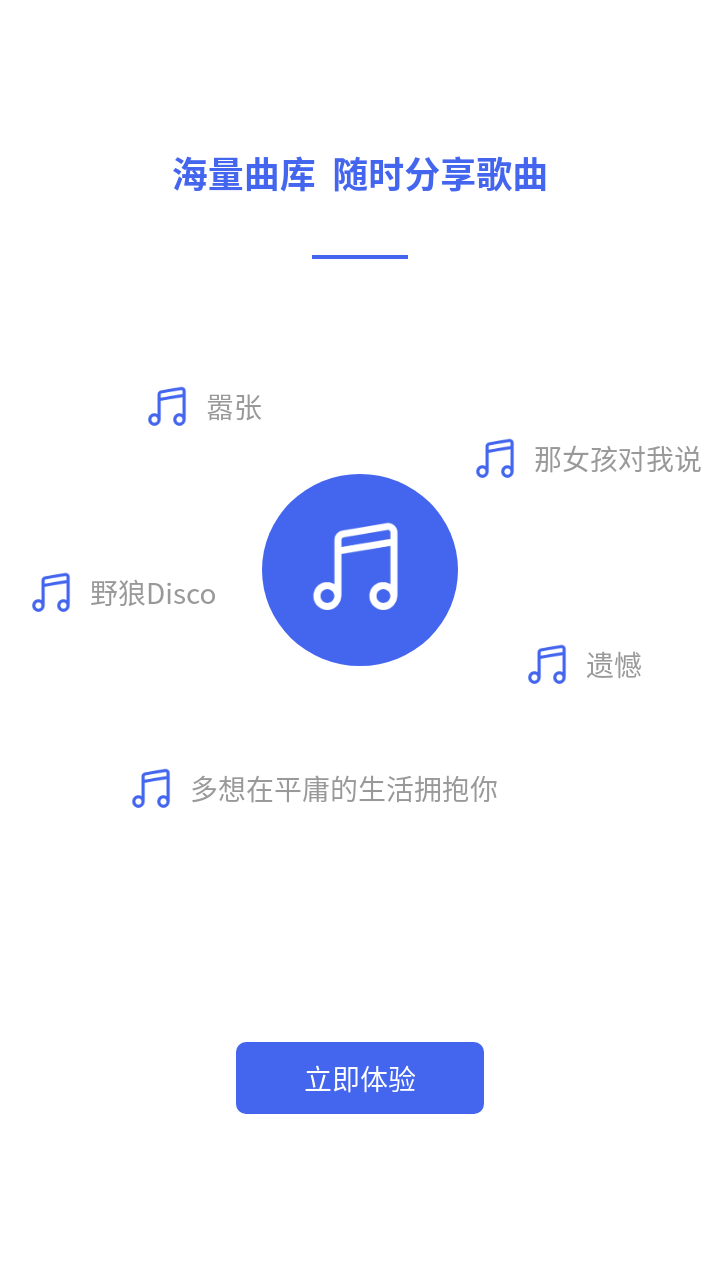 海量曲库 随时分享歌曲
嚣张
那女孩对我说
野狼Disco
遗憾
多想在平庸的生活拥抱你
立即体验